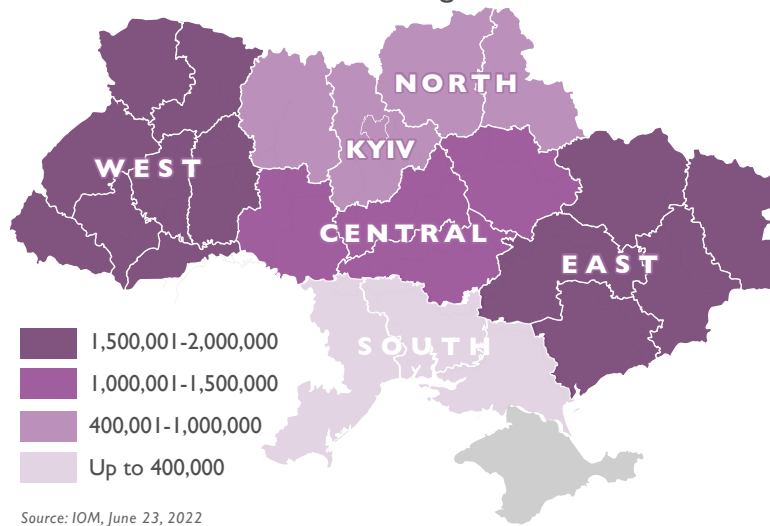 NORTH
KYIV
WEST
CENTRAL
EAST
SOUTH
1,500,001-2,000,000
1,000,001-1,500,000
400,001-1,000,000
Up to 400,000
Source: IOM, June 23, 2022